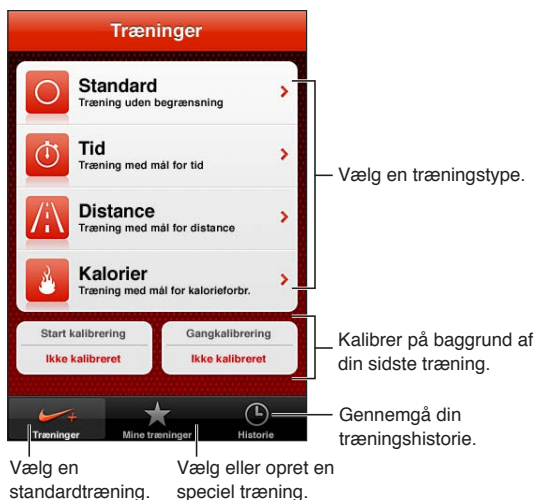 Træninger
Standard
Træning uden begrænsning
Tid
Træning med mål for tid
Distance
Træning med mål for distance
Kalorier
Træning med mål for kalorieforbr.
Vælg en træningstype.
Start kalibrering
Ikke kalibreret
Gangkalibrering
Ikke kalibreret
Kalibrer på baggrund af
din sidste træning.
Træninger
Mine træninger
Historie
Gennemgå din
træningshistorie.
Vælg en
standardtræning.
Vælg eller opret en
speciel træning.